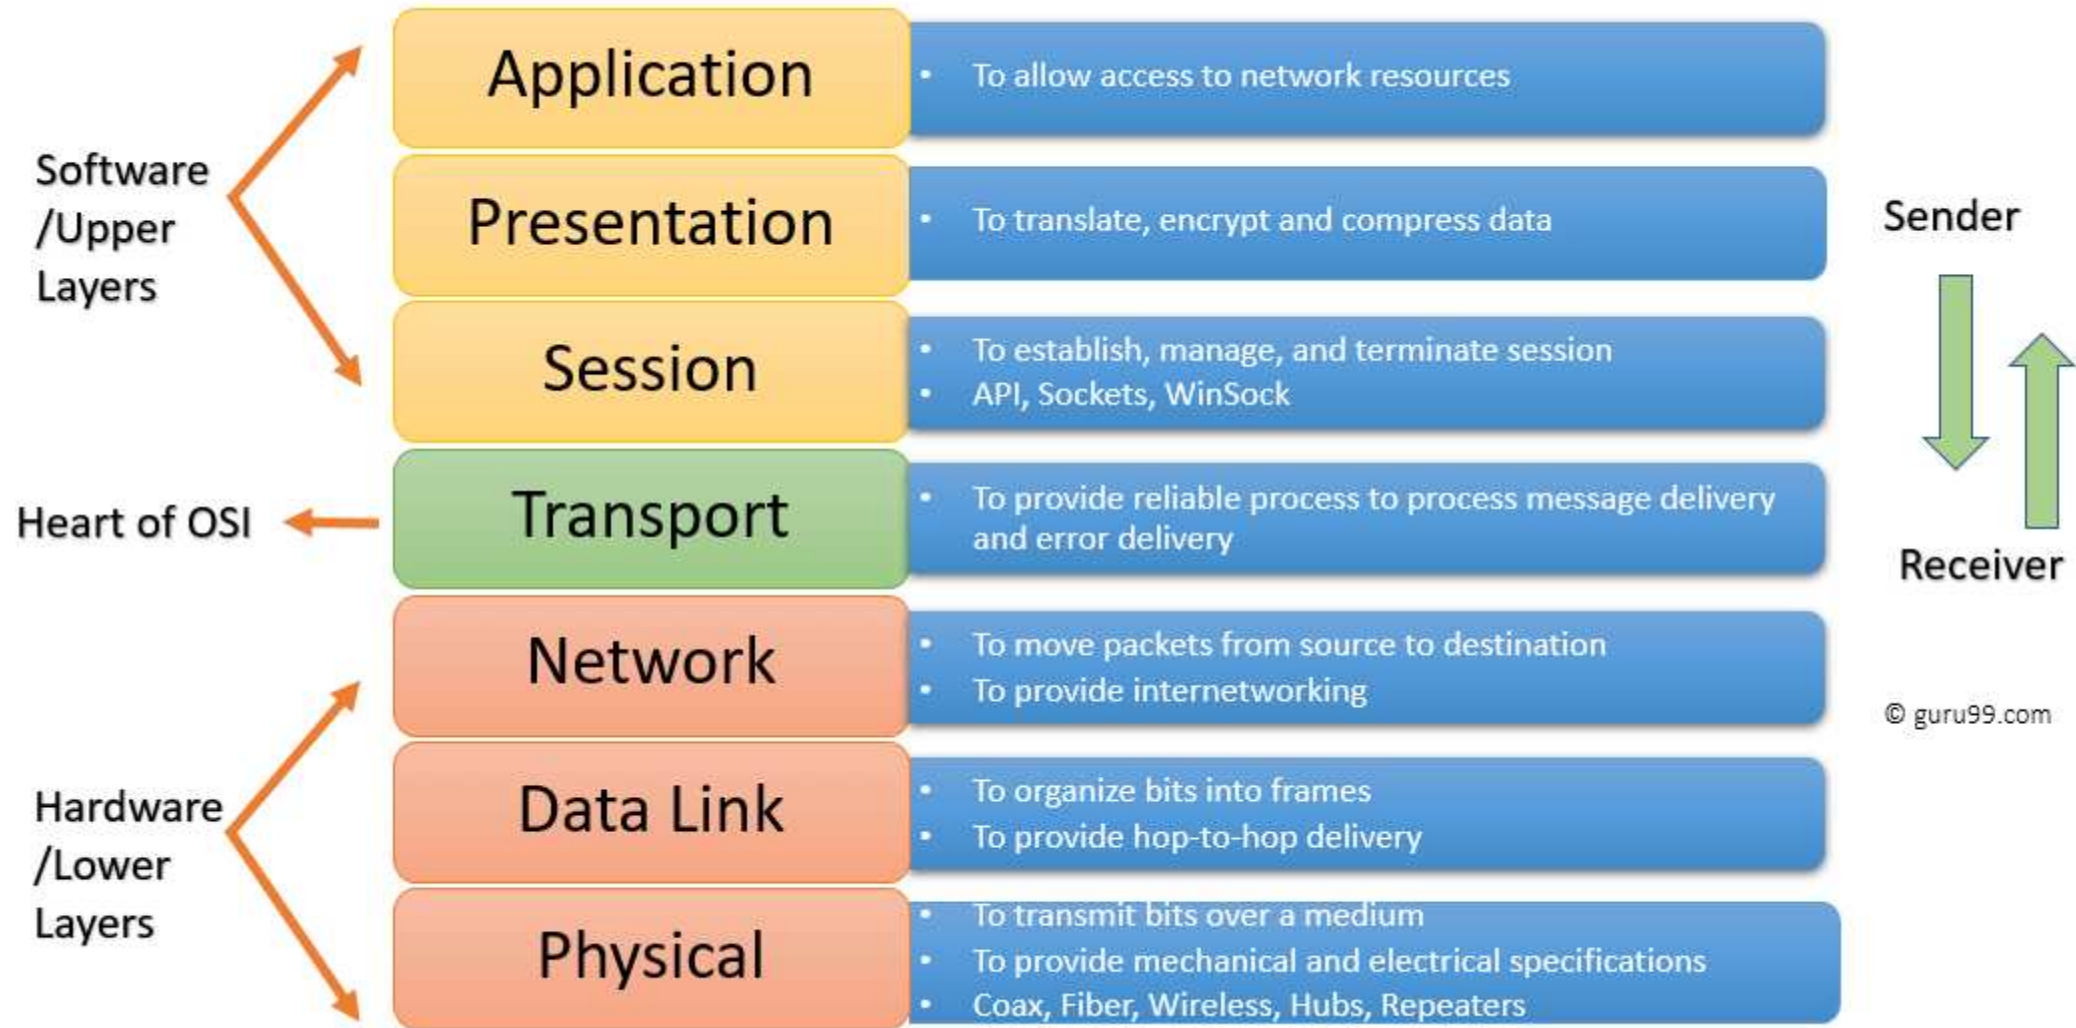 Application
• To allow access to network resources
Software
/Upper
Layers
Presentation
• To translate, encrypt and compress data
Sender
Session
• To establish, manage, and terminate session
• API, Sockets, WinSock
Heart of OSI
Transport
• To provide reliable process to process message delivery
and error delivery
Receiver
Network
• To move packets from source to destination
• To provide internetworking
© guru99.com
Hardware
/Lower
Layers
Data Link
• To organize bits into frames
• To provide hop-to-hop delivery
Physical
• To transmit bits over a medium
• To provide mechanical and electrical specifications
• Coax, Fiber, Wireless, Hubs, Repeaters